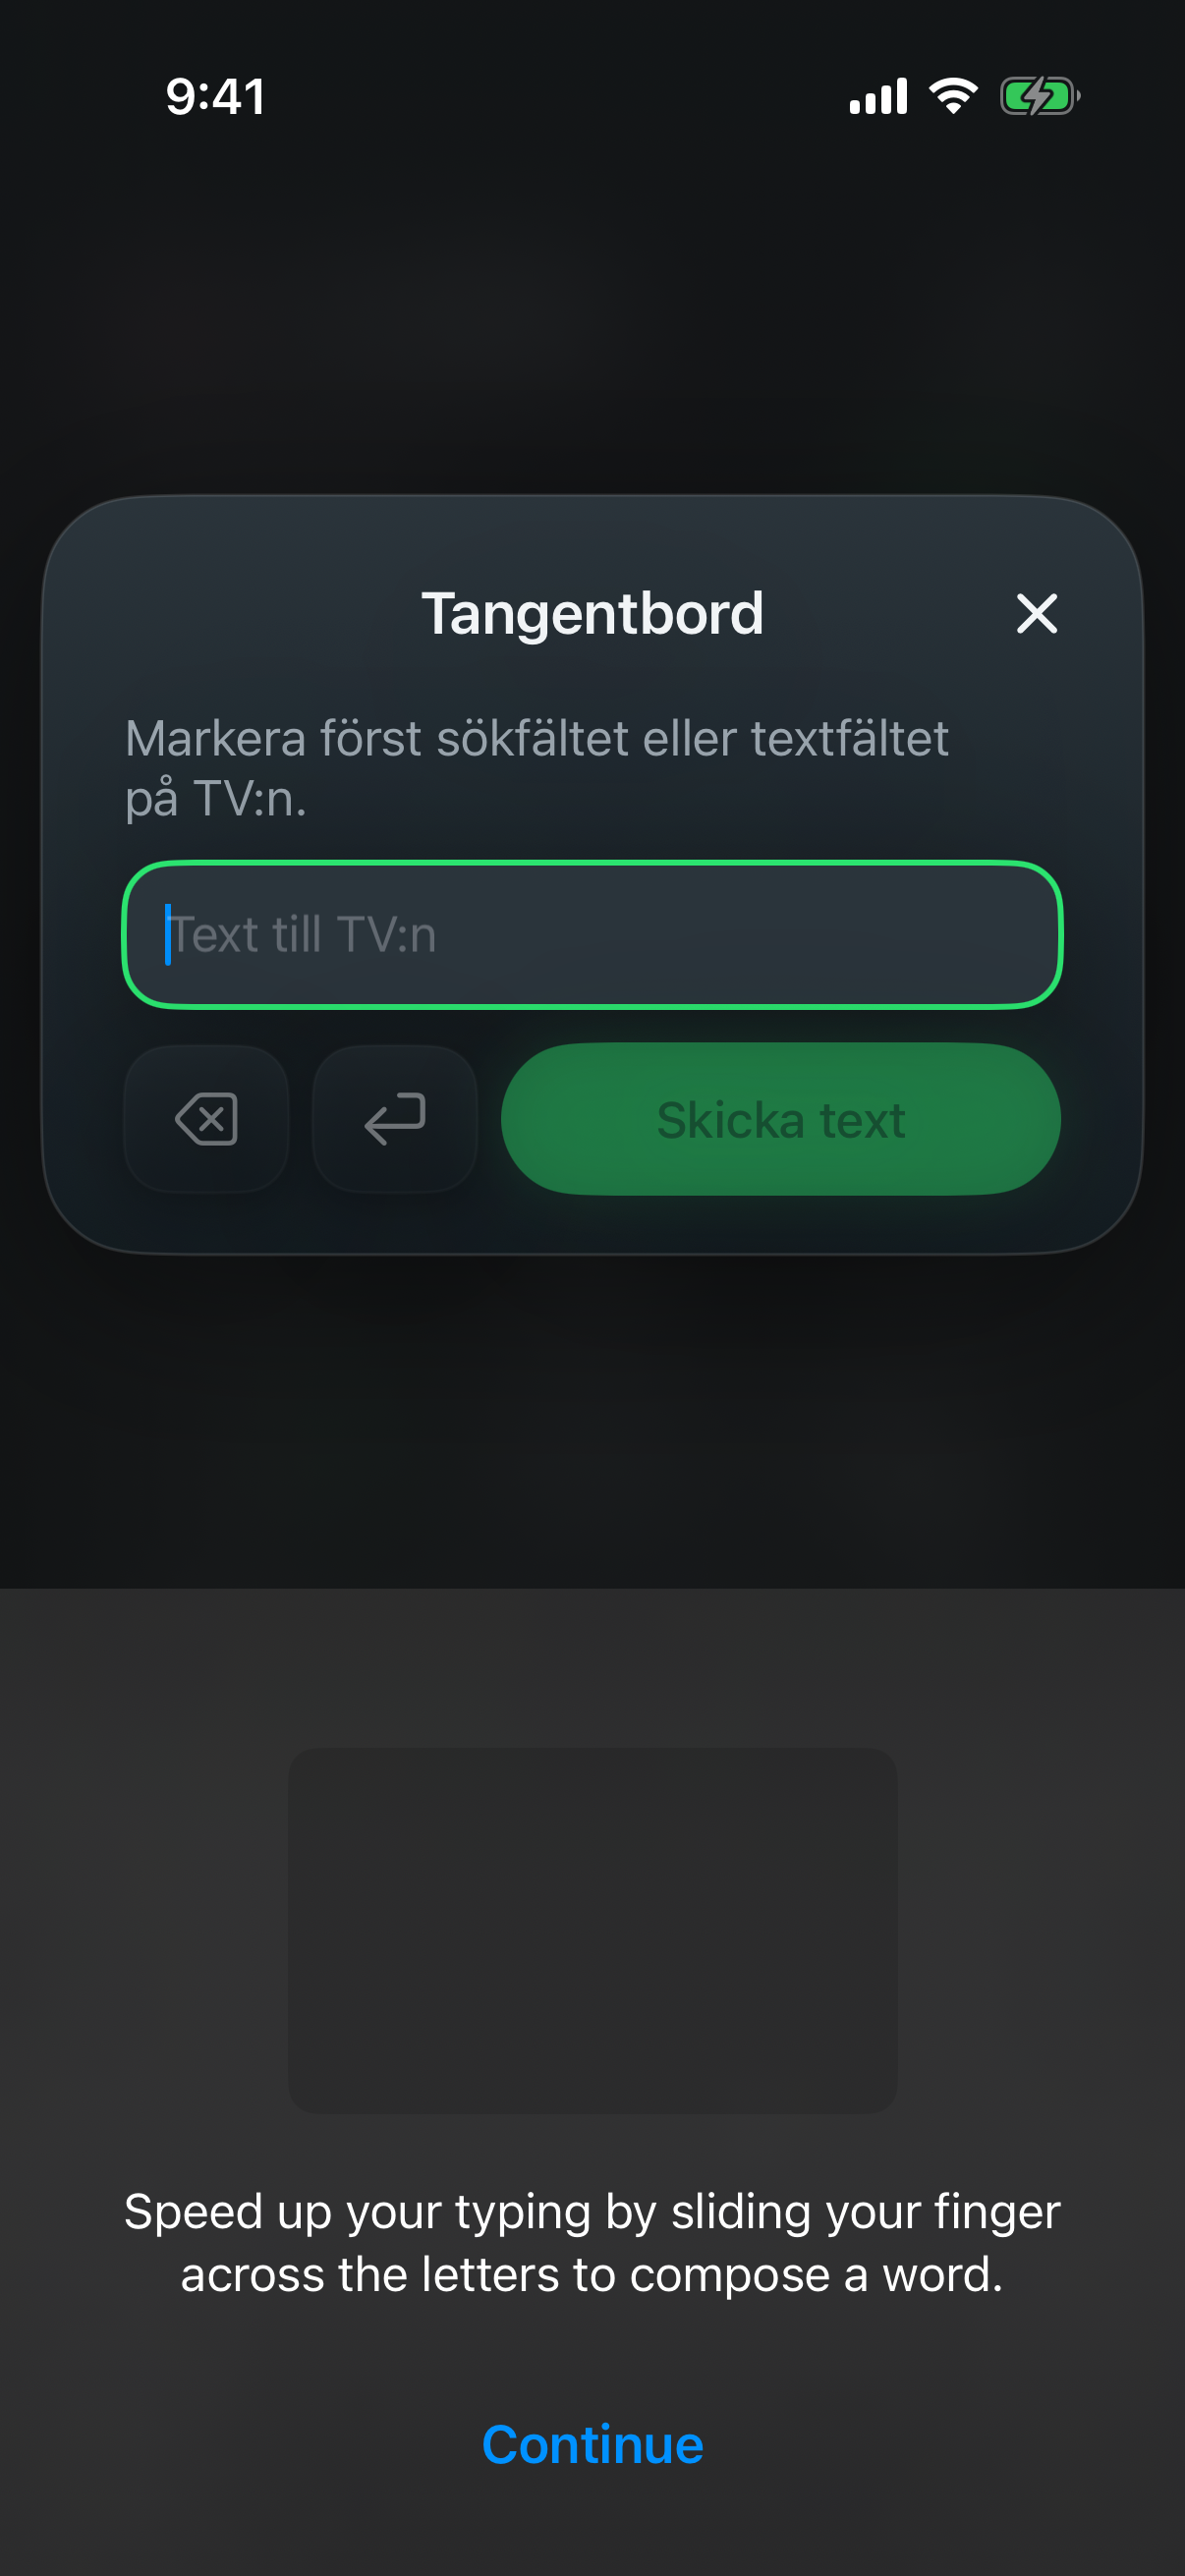 9:41
Tangentbord
Markera först sökfältet eller textfältet
på TV:n.
Text till TV:n
Skicka text
Speed up your typing by sliding your finger
across the letters to compose a word.
Continue